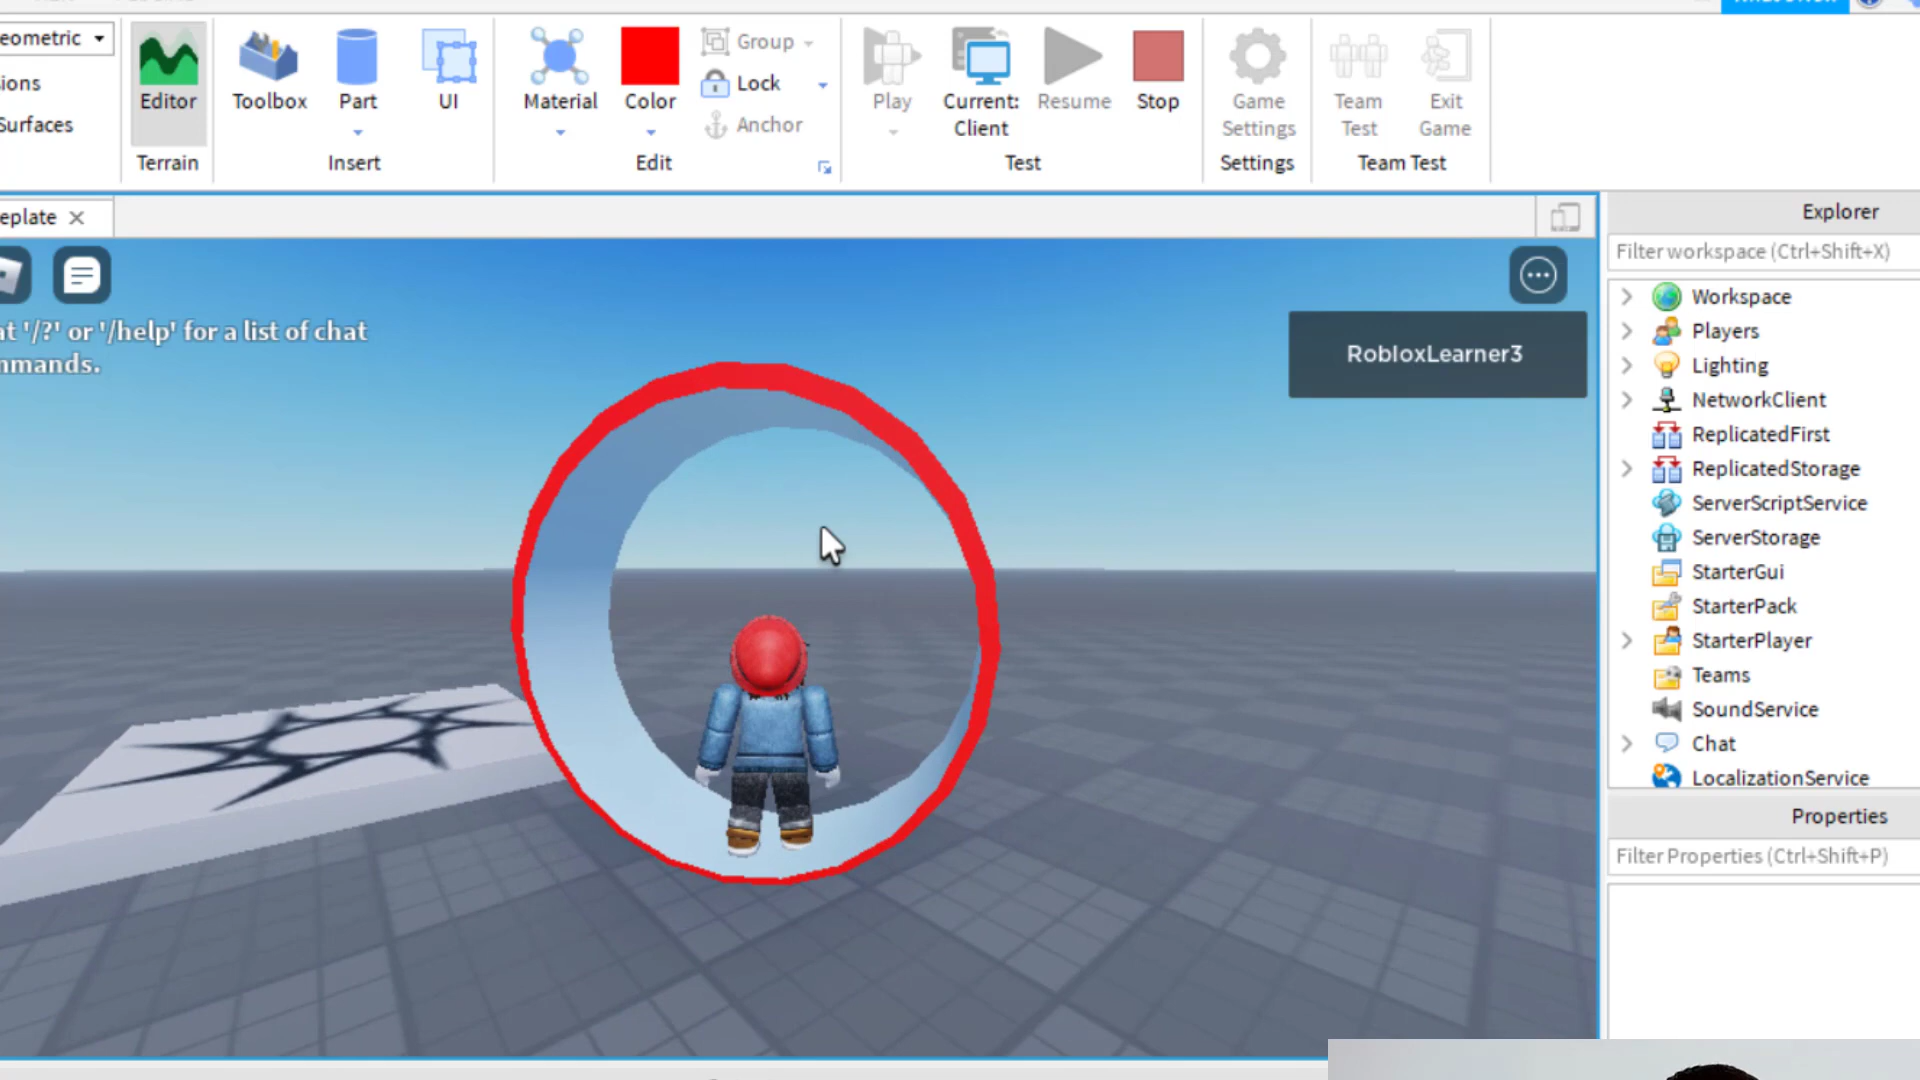 eometric
ions
Surfaces
Editor
Terrain
Toolbox
Part
UI
Insert
Material
Color
Group
Lock
Anchor
Edit
Play
Current:
Client
Resume
Stop
Test
Game
Settings
Settings
Team
Test
Exit
Game
Team Test
eplate
at '/?' or '/help' for a list of chat
mmands.
RobloxLearner3
Explorer
Filter workspace (Ctrl+Shift+X)
Workspace
Players
Lighting
NetworkClient
ReplicatedFirst
ReplicatedStorage
ServerScriptService
ServerStorage
StarterGui
StarterPack
StarterPlayer
Teams
SoundService
Chat
LocalizationService
Properties
Filter Properties (Ctrl+Shift+P)